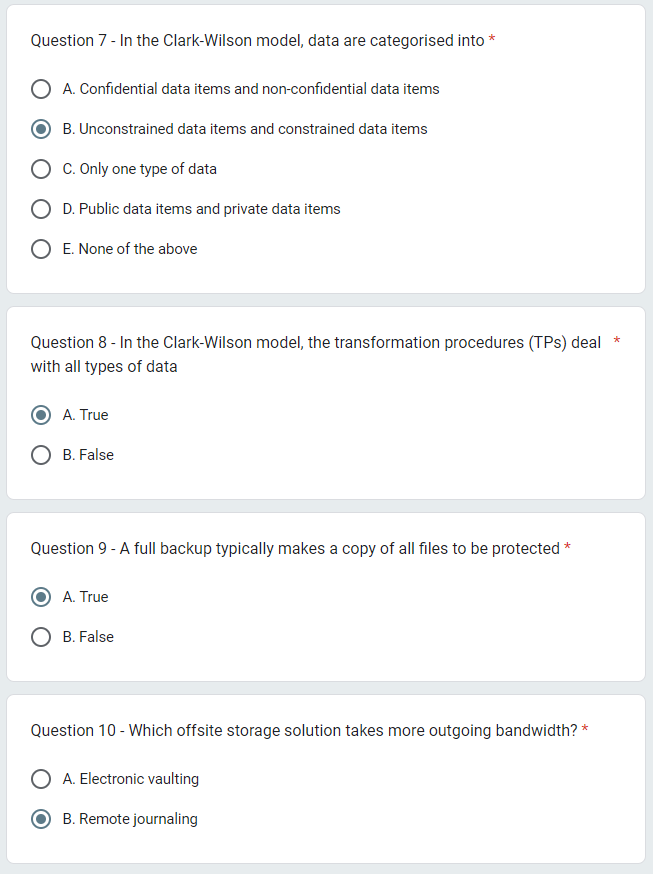 Question 7 - In the Clark-Wilson model, data are categorised into *
A. Confidential data items and non-confidential data items
B. Unconstrained data items and constrained data items
C. Only one type of data
D. Public data items and private data items
E. None of the above
Question 8 - In the Clark-Wilson model, the transformation procedures (TPs) deal *
with all types of data
A. True
B. False
Question 9 - A full backup typically makes a copy of all files to be protected *
A. True
B. False
Question 10 - Which offsite storage solution takes more outgoing bandwidth? *
A. Electronic vaulting
B. Remote journaling